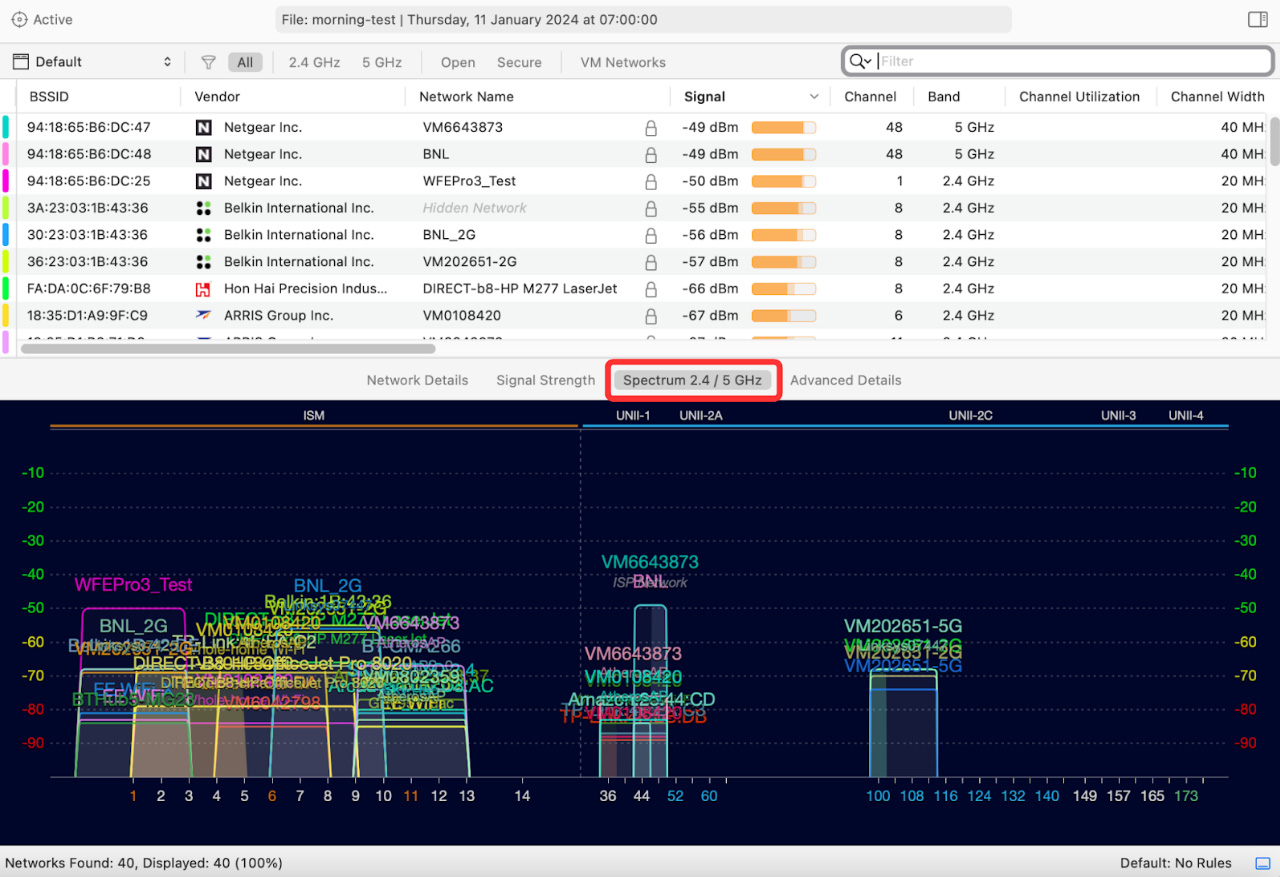 Active
File: morning-test | Thursday, 11 January 2024 at 07:00:00
Default All 2.4 GHz 5 GHz Open Secure VM Networks Filter
BSSID Vendor Network Name Signal Channel Band Channel Utilization Channel Width
94:18:65:B6:DC:47 Netgear Inc. VM6643873 -49 dBm 48 5 GHz 40 MH
94:18:65:B6:DC:48 Netgear Inc. BNL -49 dBm 48 5 GHz 40 MH
94:18:65:B6:DC:25 Netgear Inc. WFEPro3_Test -50 dBm 1 2.4 GHz 20 MH
3A:23:03:1B:43:36 Belkin International Inc. Hidden Network -55 dBm 8 2.4 GHz 20 MH
30:23:03:1B:43:36 Belkin International Inc. BNL_2G -56 dBm 8 2.4 GHz 20 MH
36:23:03:1B:43:36 Belkin International Inc. VM202651-2G -57 dBm 8 2.4 GHz 20 MH
FA:DA:0C:6F:79:B8 Hon Hai Precision Indus... DIRECT-b8-HP M277 LaserJet -66 dBm 8 2.4 GHz 20 MH
18:35:D1:A9:9F:C9 ARRIS Group Inc. VM0108420 -67 dBm 6 2.4 GHz 20 MH
Network Details Signal Strength Spectrum 2.4 / 5 GHz Advanced Details
ISM UNII-1 UNII-2A UNII-2C UNII-3 UNII-4
-10 -10
-20 -20
-30 -30
-40 -40
VM6643873
ISP Network
BNL
WFEPro3_Test BNL_2G
Belkin:1B:43:36
VM202651-2G
-50 -50
VM0108420 VM6643873
BNL_2G VM0108420
VM202651-5G
-60 -60
VM6643873
VM202651-5G
DIRECT-B8-HP OfficeJet Pro 8020
-70 -70
VM0108420
VM0802359
VM6042798
Amazon:23:44:CD
-80 -80
-90 -90
1 2 3 4 5 6 7 8 9 10 11 12 13 14 36 44 52 60 100 108 116 124 132 140 149 157 165 173
Networks Found: 40, Displayed: 40 (100%) Default: No Rules